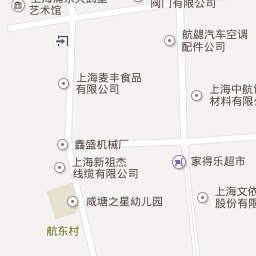 艺术馆
阀门有限公司
航勰汽车空调
配件公司
上海麦丰食品
有限公司
上海中航
材料有限
鑫盛机械厂
上海新祖杰
线缆有限公司
家得乐超市
咸塘之星幼儿园
上海文依
股份有限
航东村